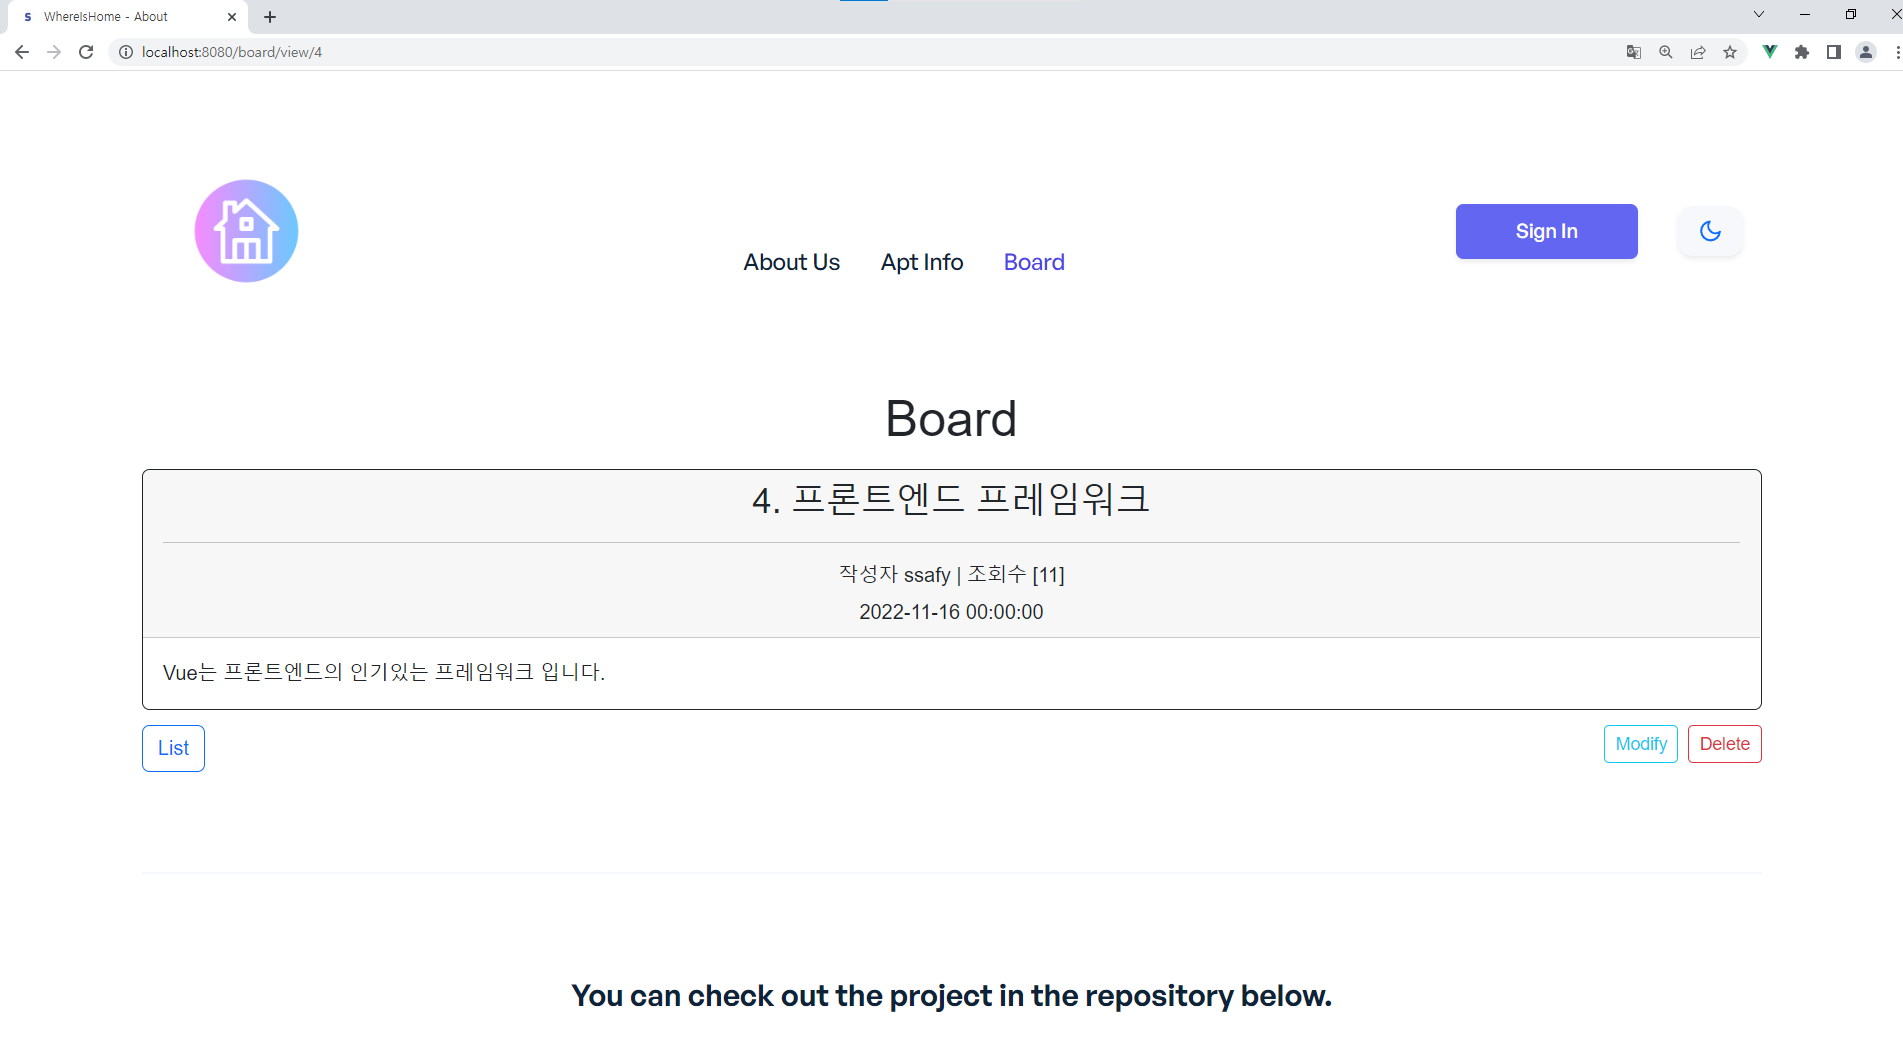 WhereIsHome - About
localhost:8080/board/view/4
About Us
Apt Info
Board
Sign In
Board
4. 프론트엔드 프레임워크
작성자 ssafy | 조회수 [11]
2022-11-16 00:00:00
Vue는 프론트엔드의 인기있는 프레임워크 입니다.
List
Modify
Delete
You can check out the project in the repository below.